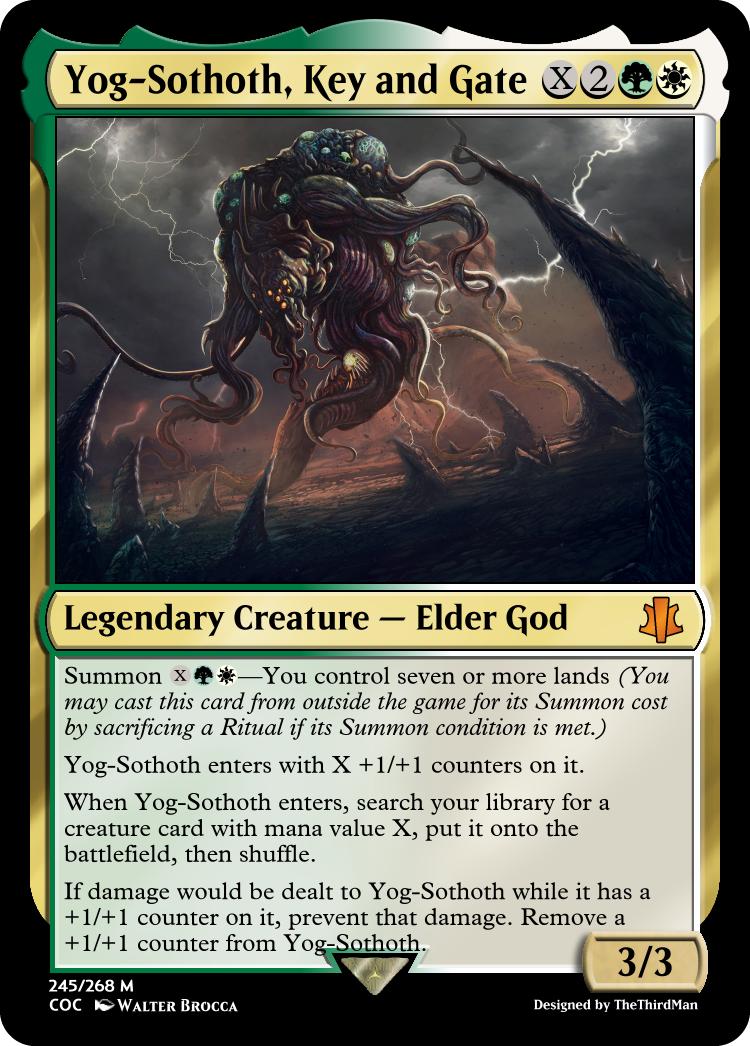 Yog-Sothoth, Key and Gate X 2
Legendary Creature — Elder God
Summon X—You control seven or more lands (You
may cast this card from outside the game for its Summon cost
by sacrificing a Ritual if its Summon condition is met.)
Yog-Sothoth enters with X +1/+1 counters on it.
When Yog-Sothoth enters, search your library for a
creature card with mana value X, put it onto the
battlefield, then shuffle.
If damage would be dealt to Yog-Sothoth while it has a
+1/+1 counter on it, prevent that damage. Remove a
+1/+1 counter from Yog-Sothoth.
3/3
245/268 M
COC WALTER BROCCA
Designed by TheThirdMan